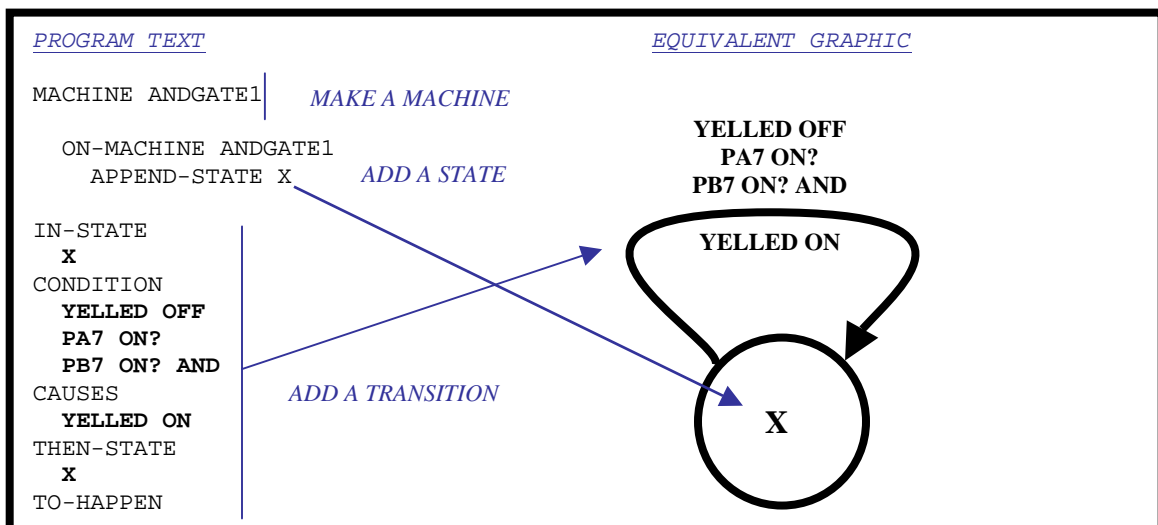 PROGRAM TEXT
MACHINE ANDGATE1
MAKE A MACHINE
ON-MACHINE ANDGATE1
APPEND-STATE X
ADD A STATE
IN-STATE
X
CONDITION
YELLED OFF
PA7 ON?
PB7 ON? AND
CAUSES
YELLED ON
THEN-STATE
X
TO-HAPPEN
ADD A TRANSITION
EQUIVALENT GRAPHIC
YELLED OFF
PA7 ON?
PB7 ON? AND
YELLED ON
X